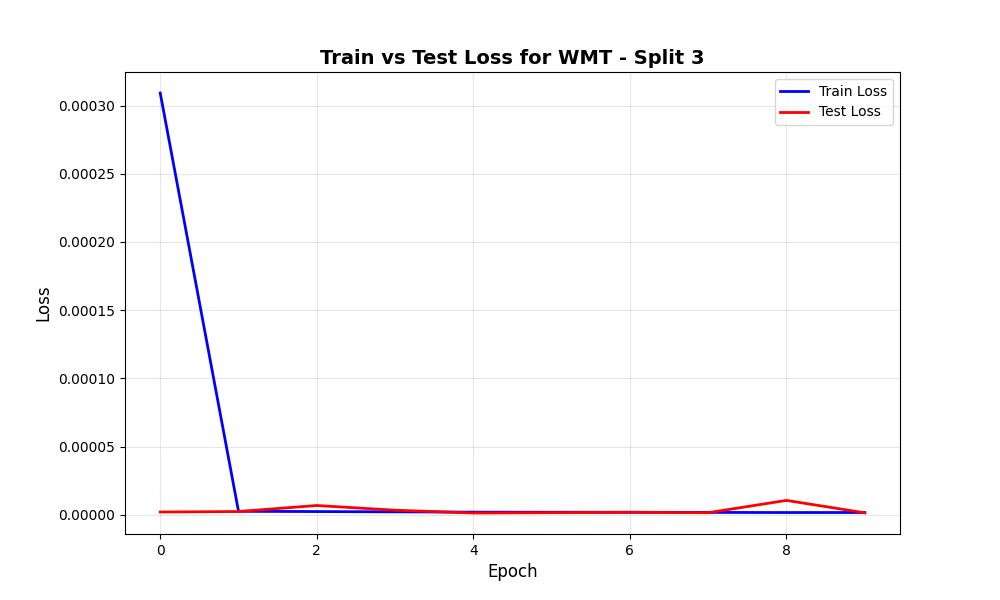 Train vs Test Loss for WMT - Split 3
Train Loss
Test Loss
0.00030
0.00025
0.00020
0.00015
0.00010
0.00005
0.00000
Loss
0 2 4 6 8
Epoch